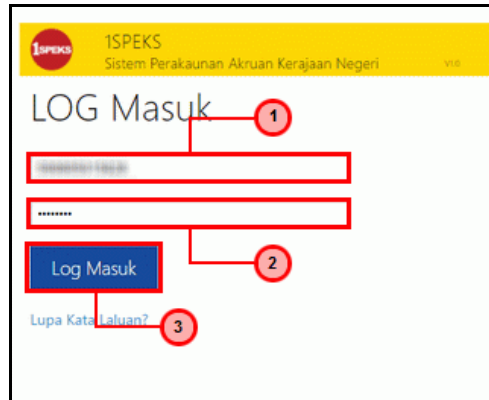 1SPEKS
1SPEKS
Sistem Perakaunan Akruan Kerajaan Negeri V1.0
LOG Masuk
1
••••••••
2
Log Masuk
Lupa Kata Laluan?
3